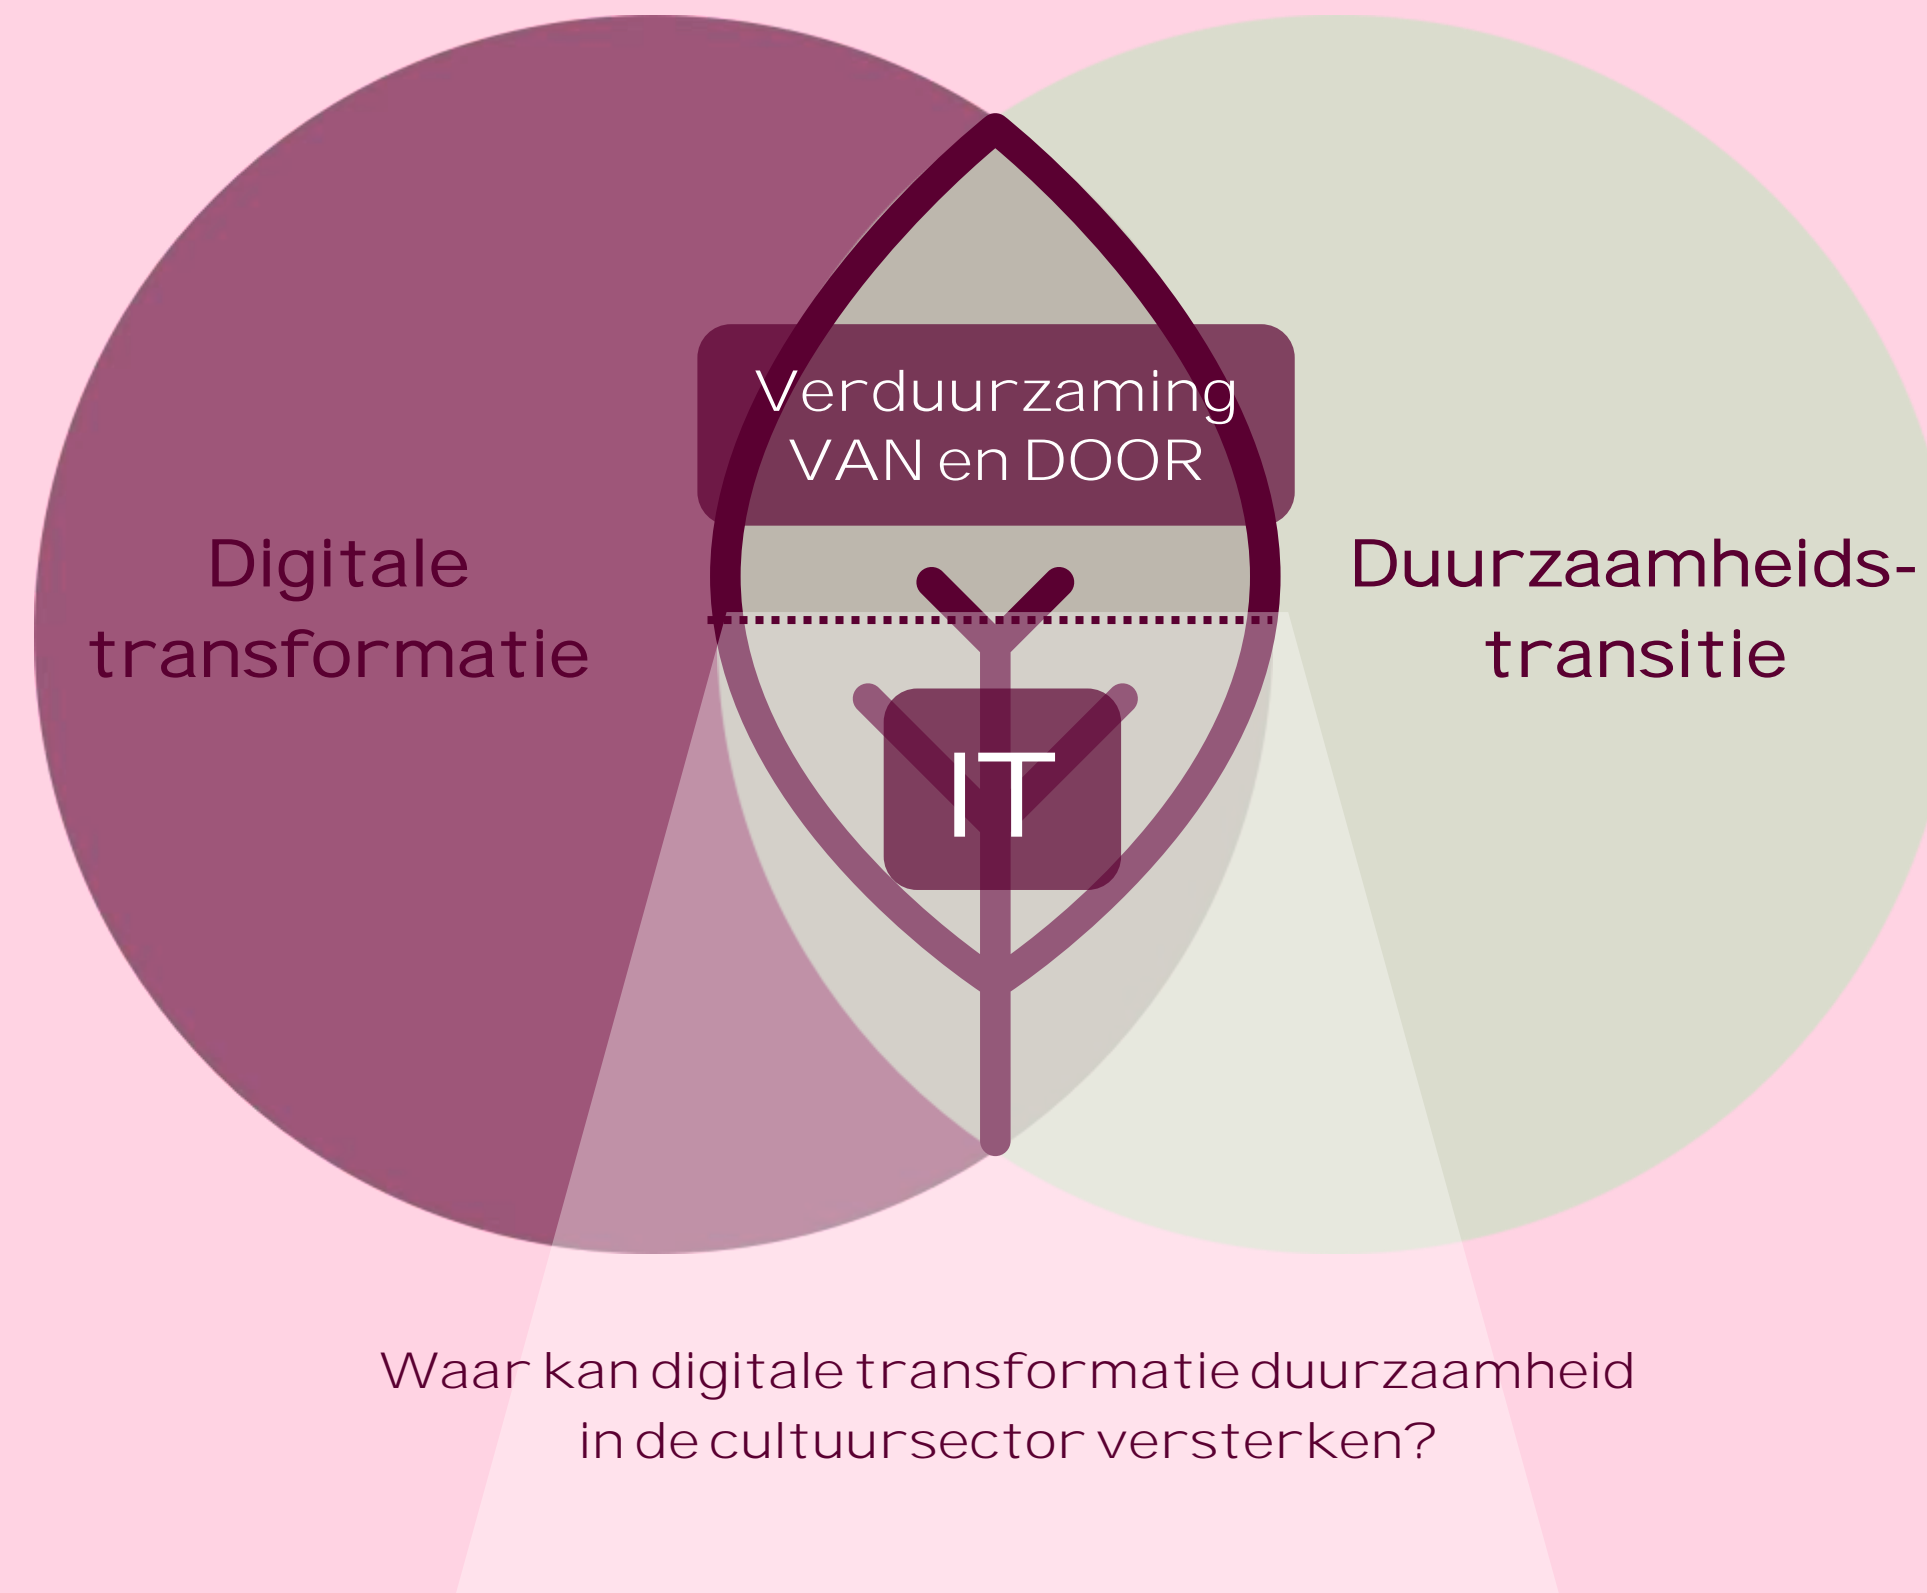 Verduurzaming
VAN en DOOR
Digitale
transformatie
Duurzaamheids-
transitie
IT
Waar kan digitale transformatie duurzaamheid
in de cultuursector versterken?